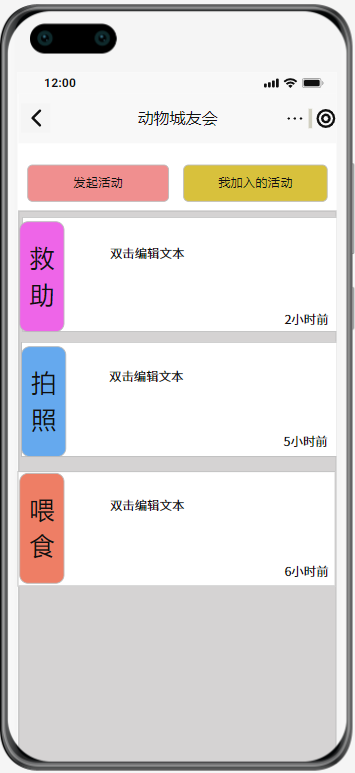 12:00
动物城友会
发起活动 我加入的活动
救助
双击编辑文本
2小时前
拍照
双击编辑文本
5小时前
喂食
双击编辑文本
6小时前